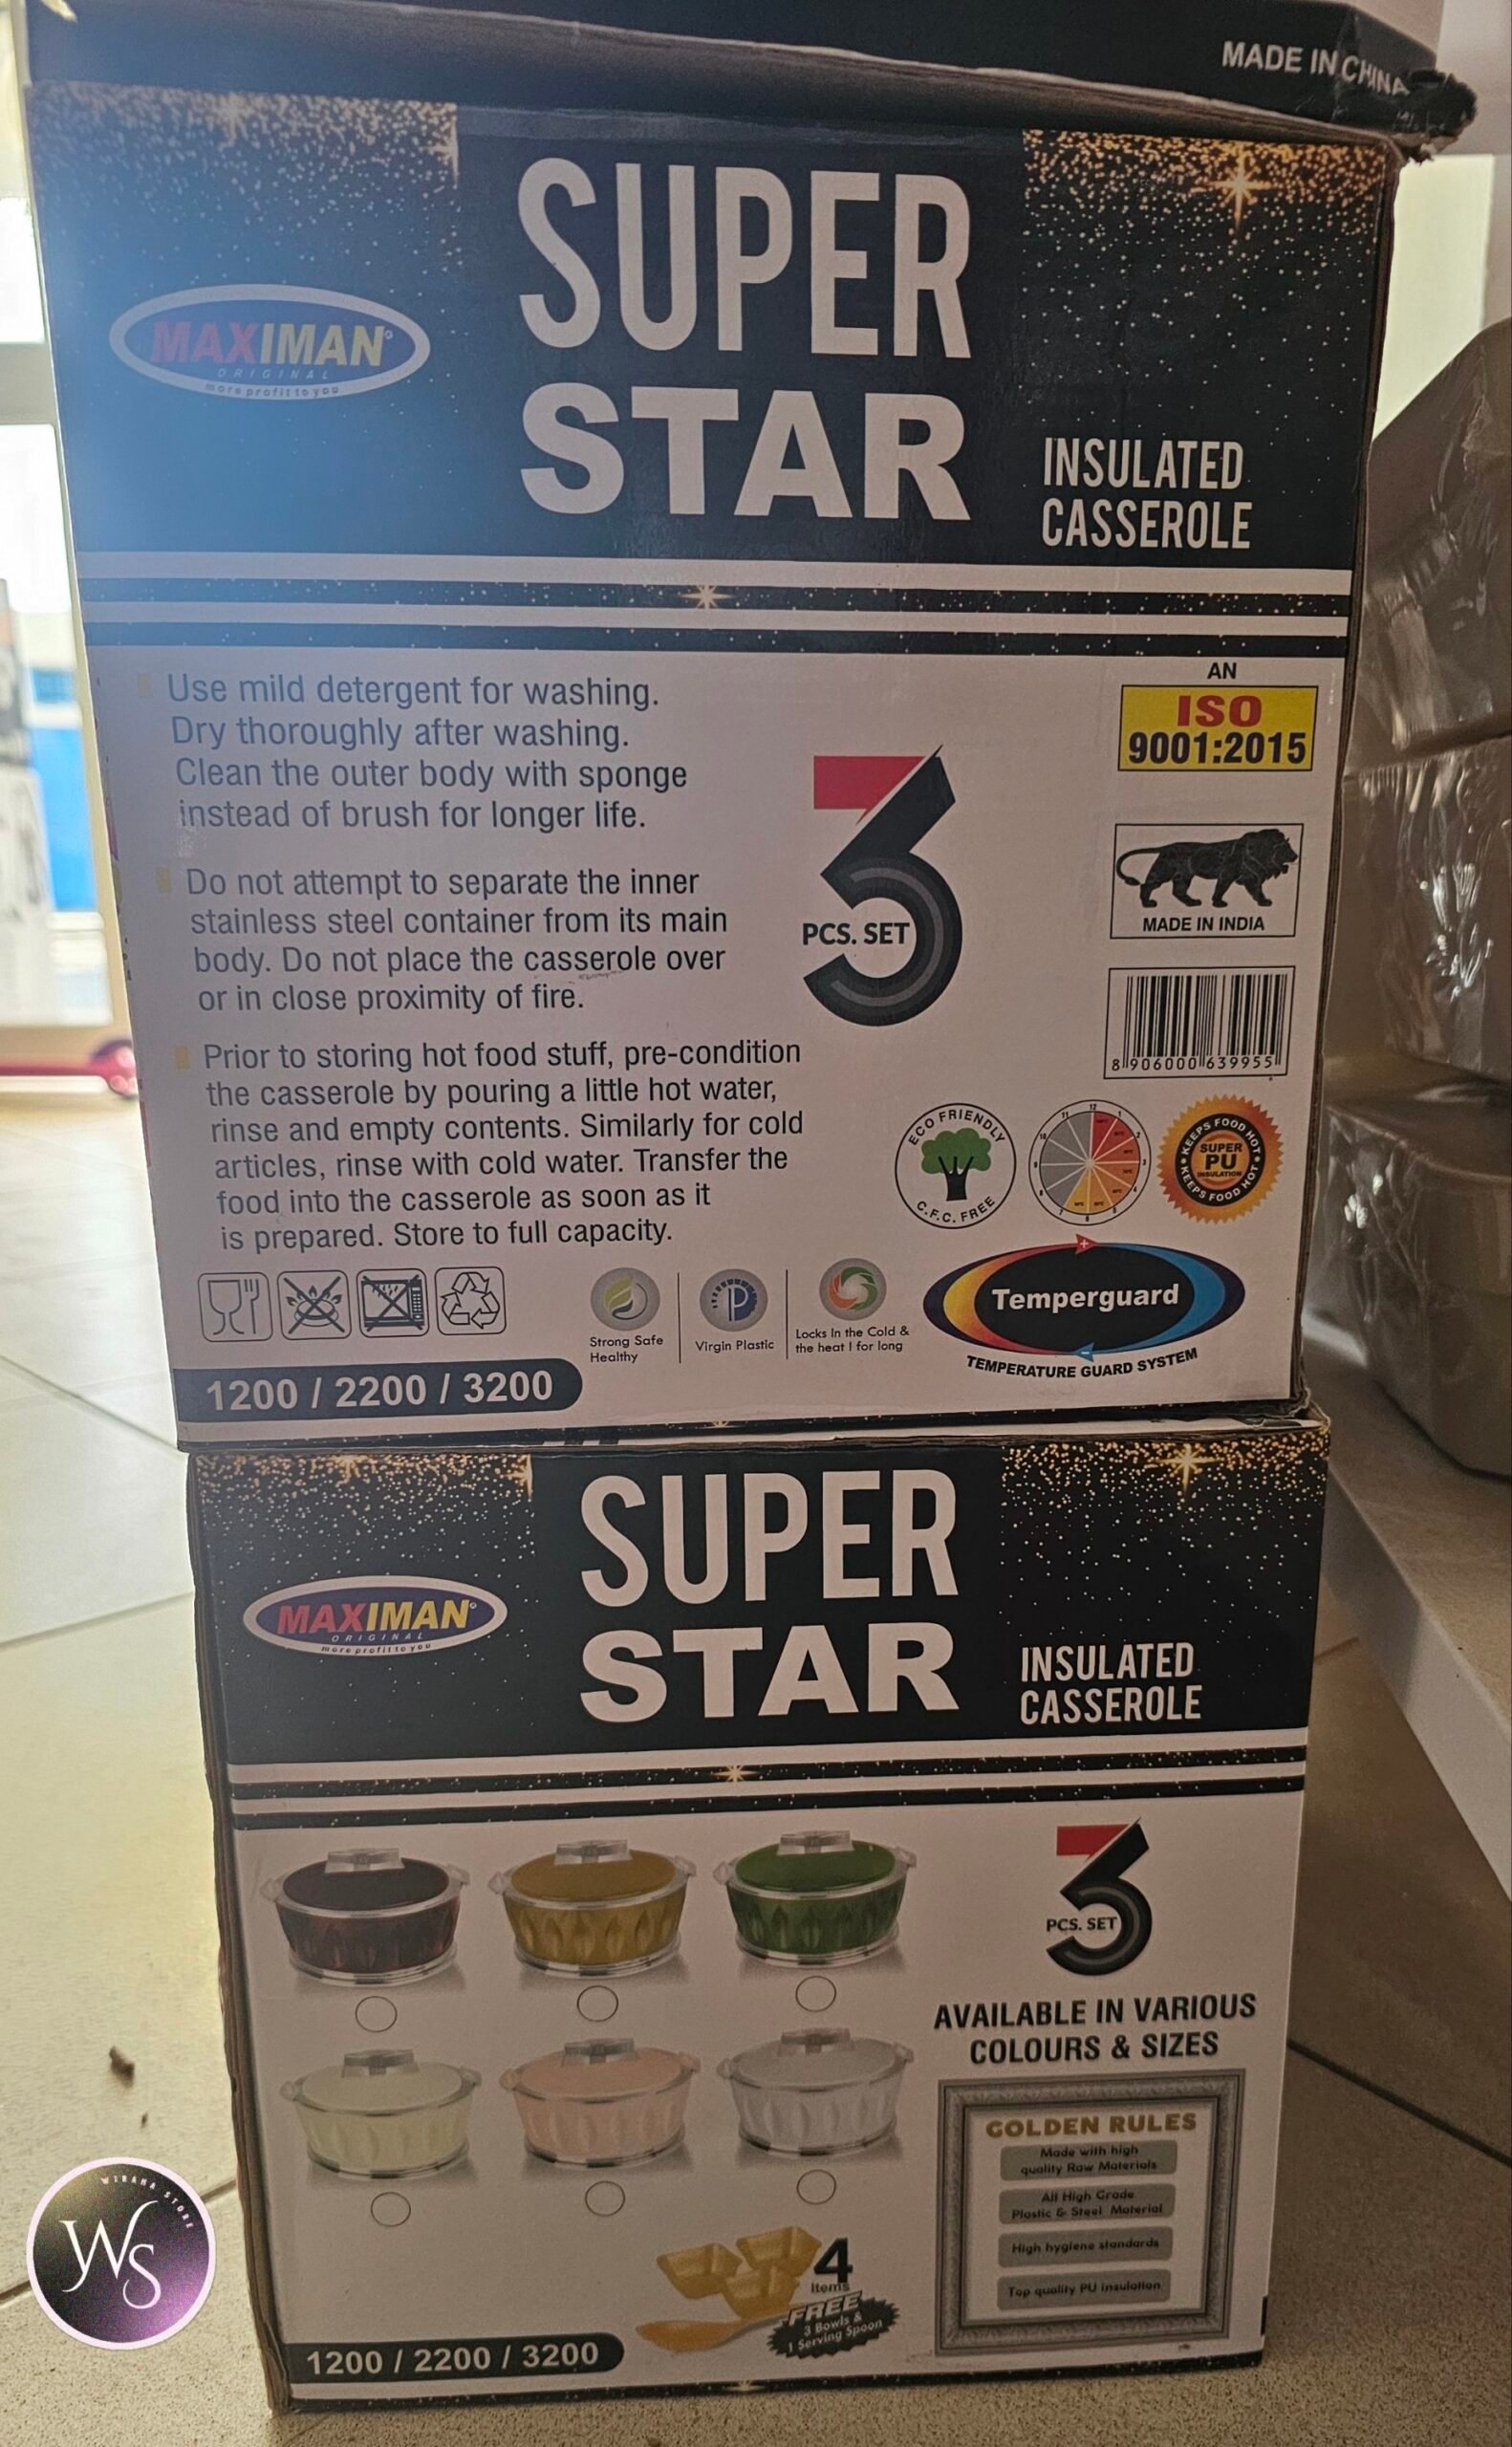 MADE IN CHINA
SUPER
STAR
MAXIMAN
ORIGINAL
more profit to you
INSULATED
CASSEROLE
Use mild detergent for washing.
Dry thoroughly after washing.
Clean the outer body with sponge
instead of brush for longer life.
Do not attempt to separate the inner
stainless steel container from its main
body. Do not place the casserole over
or in close proximity of fire.
Prior to storing hot food stuff, pre-condition
the casserole by pouring a little hot water,
rinse and empty contents. Similarly for cold
articles, rinse with cold water. Transfer the
food into the casserole as soon as it
is prepared. Store to full capacity.
3
PCS. SET
AN
ISO
9001:2015
MADE IN INDIA
8 906000 639955
ECO FRIENDLY
C.F.C. FREE
KEEPS FOOD HOT
SUPER
PU
INSULATION
KEEPS FOOD HOT
Strong Safe
Healthy
Virgin Plastic
Locks In the Cold &
the heat I for long
Temperguard
TEMPERATURE GUARD SYSTEM
1200 / 2200 / 3200
SUPER
STAR
MAXIMAN
ORIGINAL
more profit to you
INSULATED
CASSEROLE
3
PCS. SET
AVAILABLE IN VARIOUS
COLOURS & SIZES
GOLDEN RULES
Made with high
quality Raw Materials
All High Grade
Plastic & Steel Material
High hygiene standards
Top quality PU insulation
4
Items
FREE
3 Bowls &
1 Serving Spoon
1200 / 2200 / 3200
WIRAMA STORE
WS